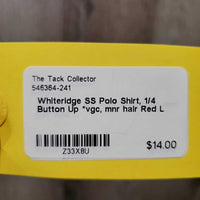 The Tack Collector
546364-241
Whiteridge SS Polo Shirt, 1/4
Button Up *vgc, mnr hair Red L
Z33X8U
$14.00